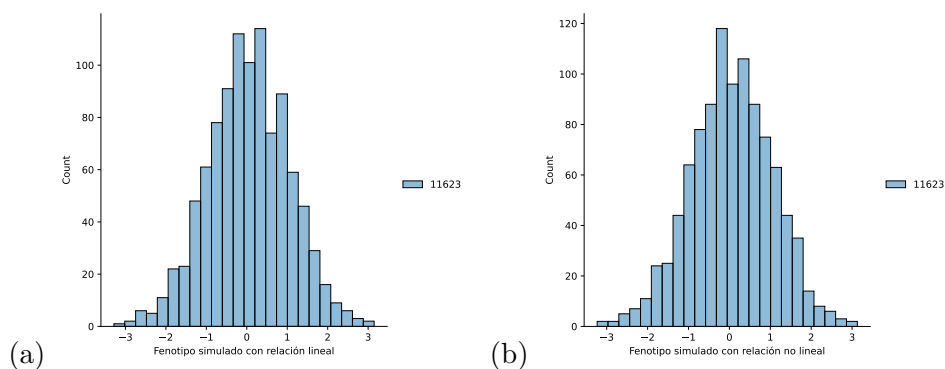 100
80
60
40
20
0
Count
−3 −2 −1 0 1 2 3
Fenotipo simulado con relación lineal
11623
(a)
120
100
80
60
40
20
0
Count
−3 −2 −1 0 1 2 3
Fenotipo simulado con relación no lineal
11623
(b)